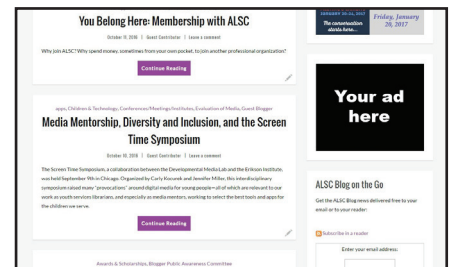 You Belong Here: Membership with ALSC
October 11, 2016 | Guest Contributor | Leave a comment
Why join ALSC? Why spend money, sometimes from your own pocket, to join another professional organization?
Continue Reading
apps, Children & Technology, Conferences/Meetings/Institutes, Evaluation of Media, Guest Blogger
Media Mentorship, Diversity and Inclusion, and the Screen
Time Symposium
October 10, 2016 | Guest Contributor | Leave a comment
The Screen Time Symposium, a collaboration between the Developmental Media Lab and the Erikson Institute,
was held September 9th in Chicago. Organized by Carly Kocurek and Jennifer Miller, this interdisciplinary
symposium raised many "provocations" around digital media for young people—all of which are relevant to our
work as youth services librarians, and especially as media mentors, working to select the best tools and apps for
the children we serve.
Continue Reading
Awards & Scholarships, Blogger Public Awareness Committee
The conversation
starts here...
Friday, January
20, 2017
Your ad
here
ALSC Blog on the Go
Get the ALSC Blog news delivered free to your
email or to your reader:
Subscribe in a reader
Enter your email address: